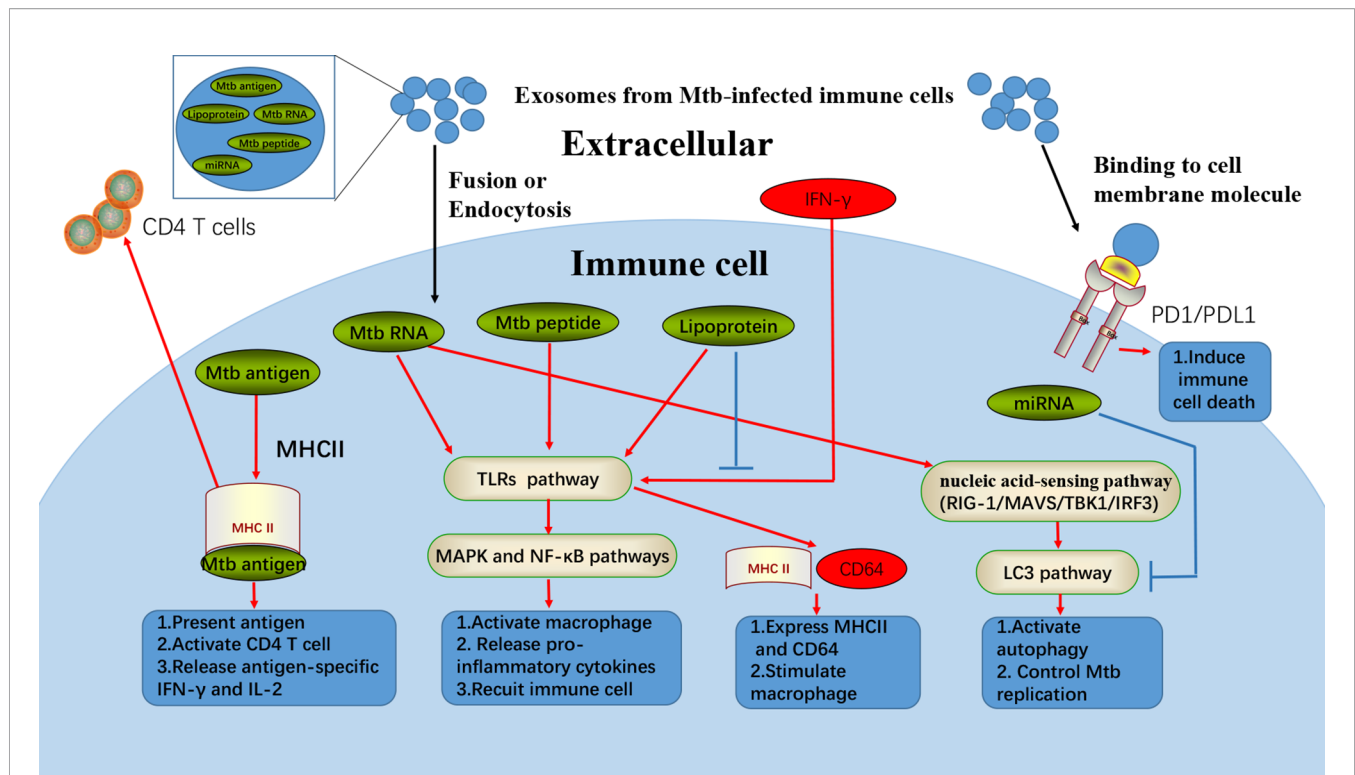 Mtb antigen
Lipoprotein
Mtb RNA
Mtb peptide
miRNA
Exosomes from Mtb-infected immune cells
Extracellular
Fusion or
Endocytosis
Binding to cell
membrane molecule
IFN-γ
CD4 T cells
Immune cell
PD1/PDL1
Box
Box
1.Induce
immune
cell death
Mtb RNA
Mtb peptide
Lipoprotein
Mtb antigen
miRNA
MHCII
TLRs pathway
nucleic acid-sensing pathway
(RIG-1/MAVS/TBK1/IRF3)
MHC II
Mtb antigen
MAPK and NF-κB pathways
MHC II
CD64
LC3 pathway
1.Present antigen
2.Activate CD4 T cell
3.Release antigen-specific
IFN-γ and IL-2
1.Activate macrophage
2. Release pro-
inflammatory cytokines
3.Recuit immune cell
1.Express MHCII
and CD64
2.Stimulate
macrophage
1.Activate
autophagy
2. Control Mtb
replication